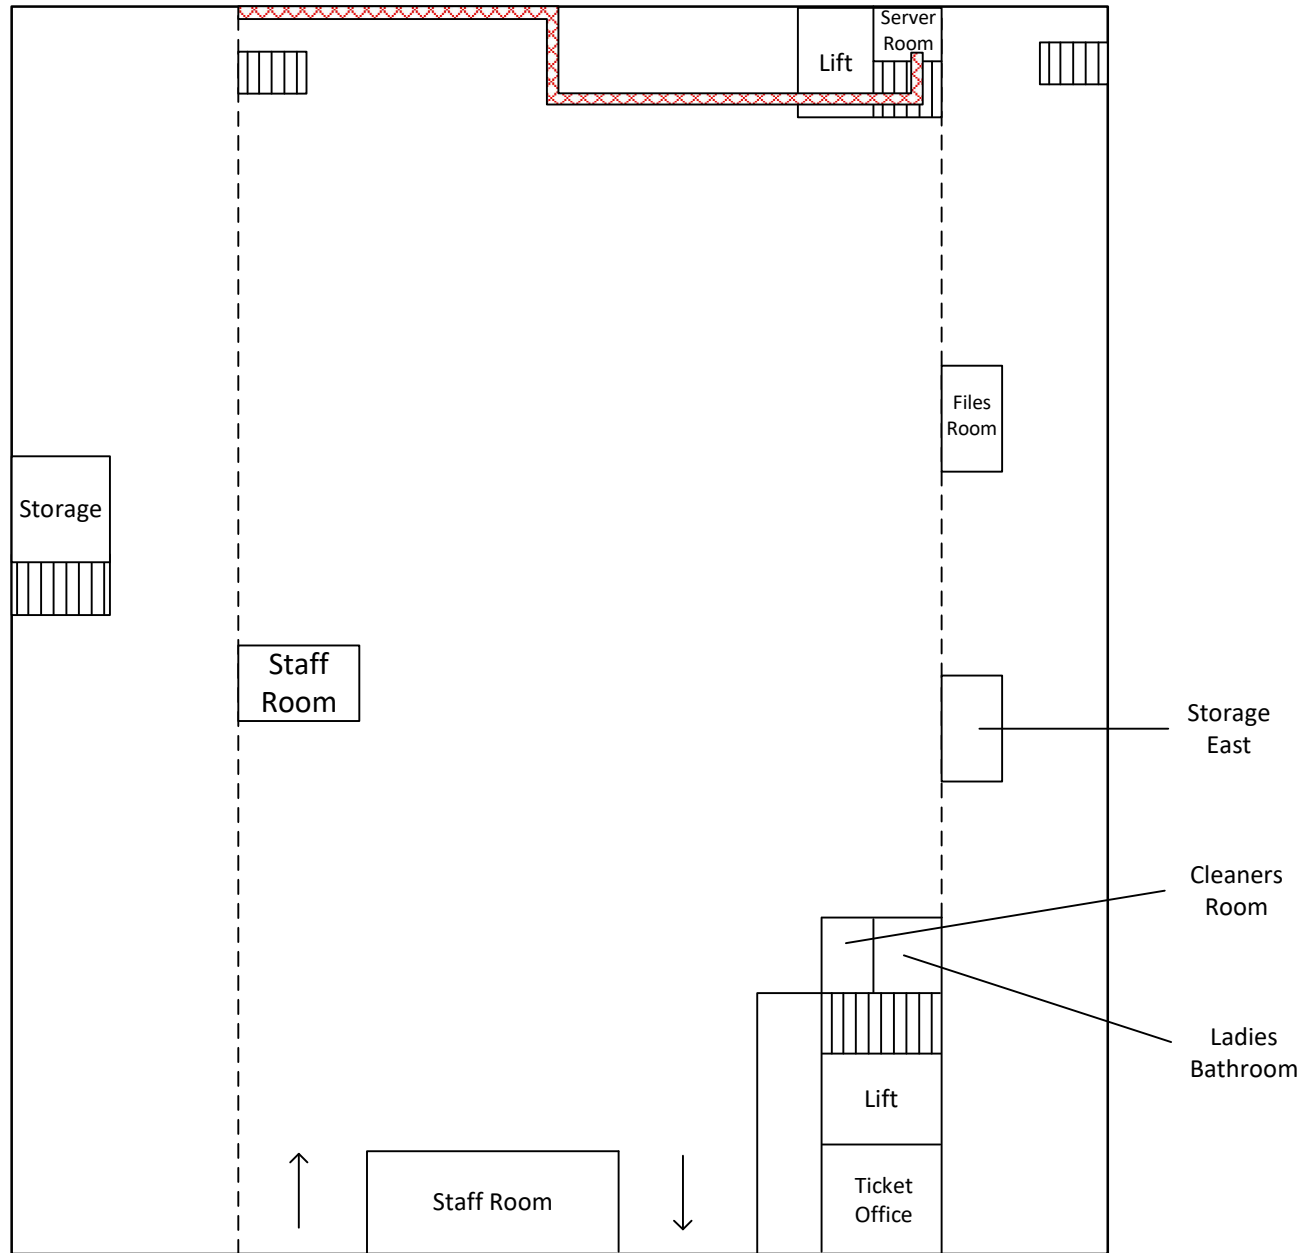 Server
Room
Lift
Files
Room
Storage
Staff
Room
Storage
East
Cleaners
Room
Ladies
Bathroom
Lift
Staff Room
Ticket
Office